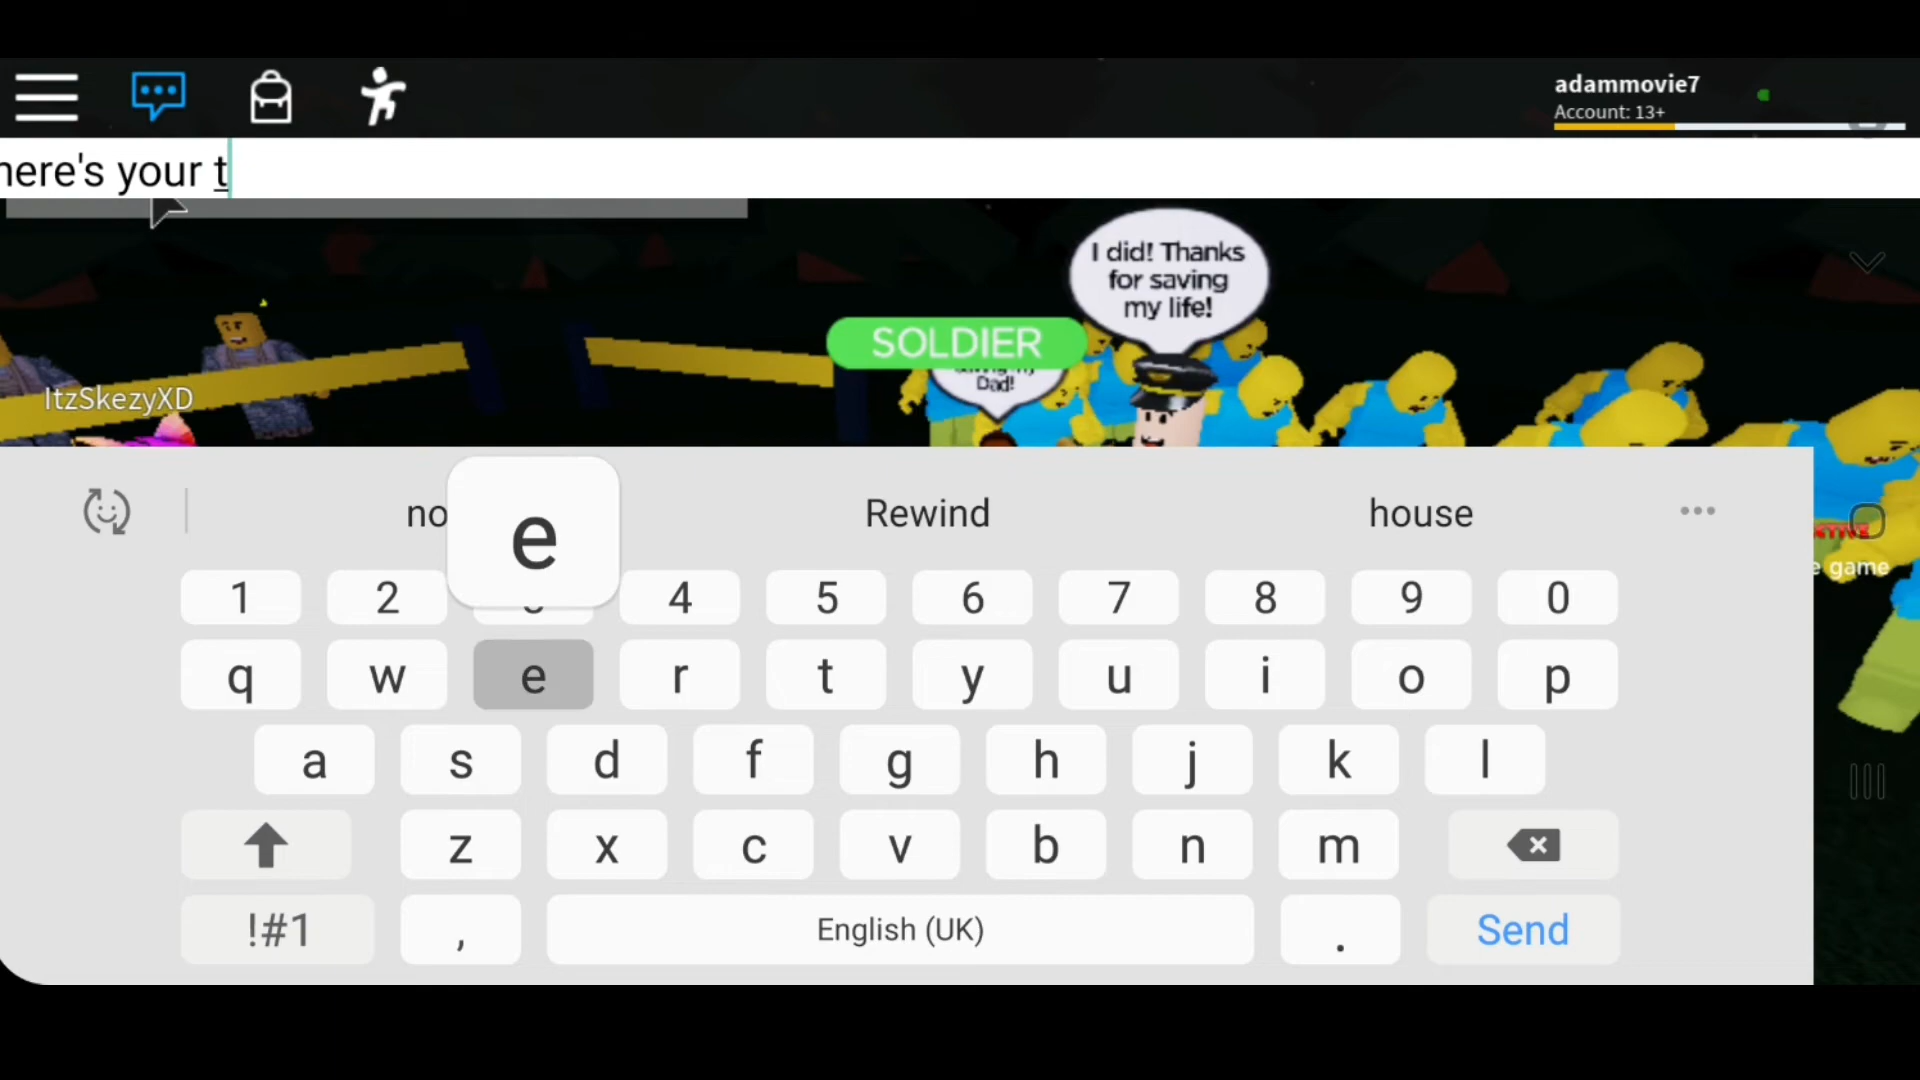 adammovie7
Account: 13+
here's your t
I did! Thanks
for saving
my life!
SOLDIER
Dad!
ItzSkezyXD
no
e
Rewind
house
game
1 2 4 5 6 7 8 9 0
q w e r t y u i o p
a s d f g h j k l
z x c v b n m
!#1 , English (UK) . Send